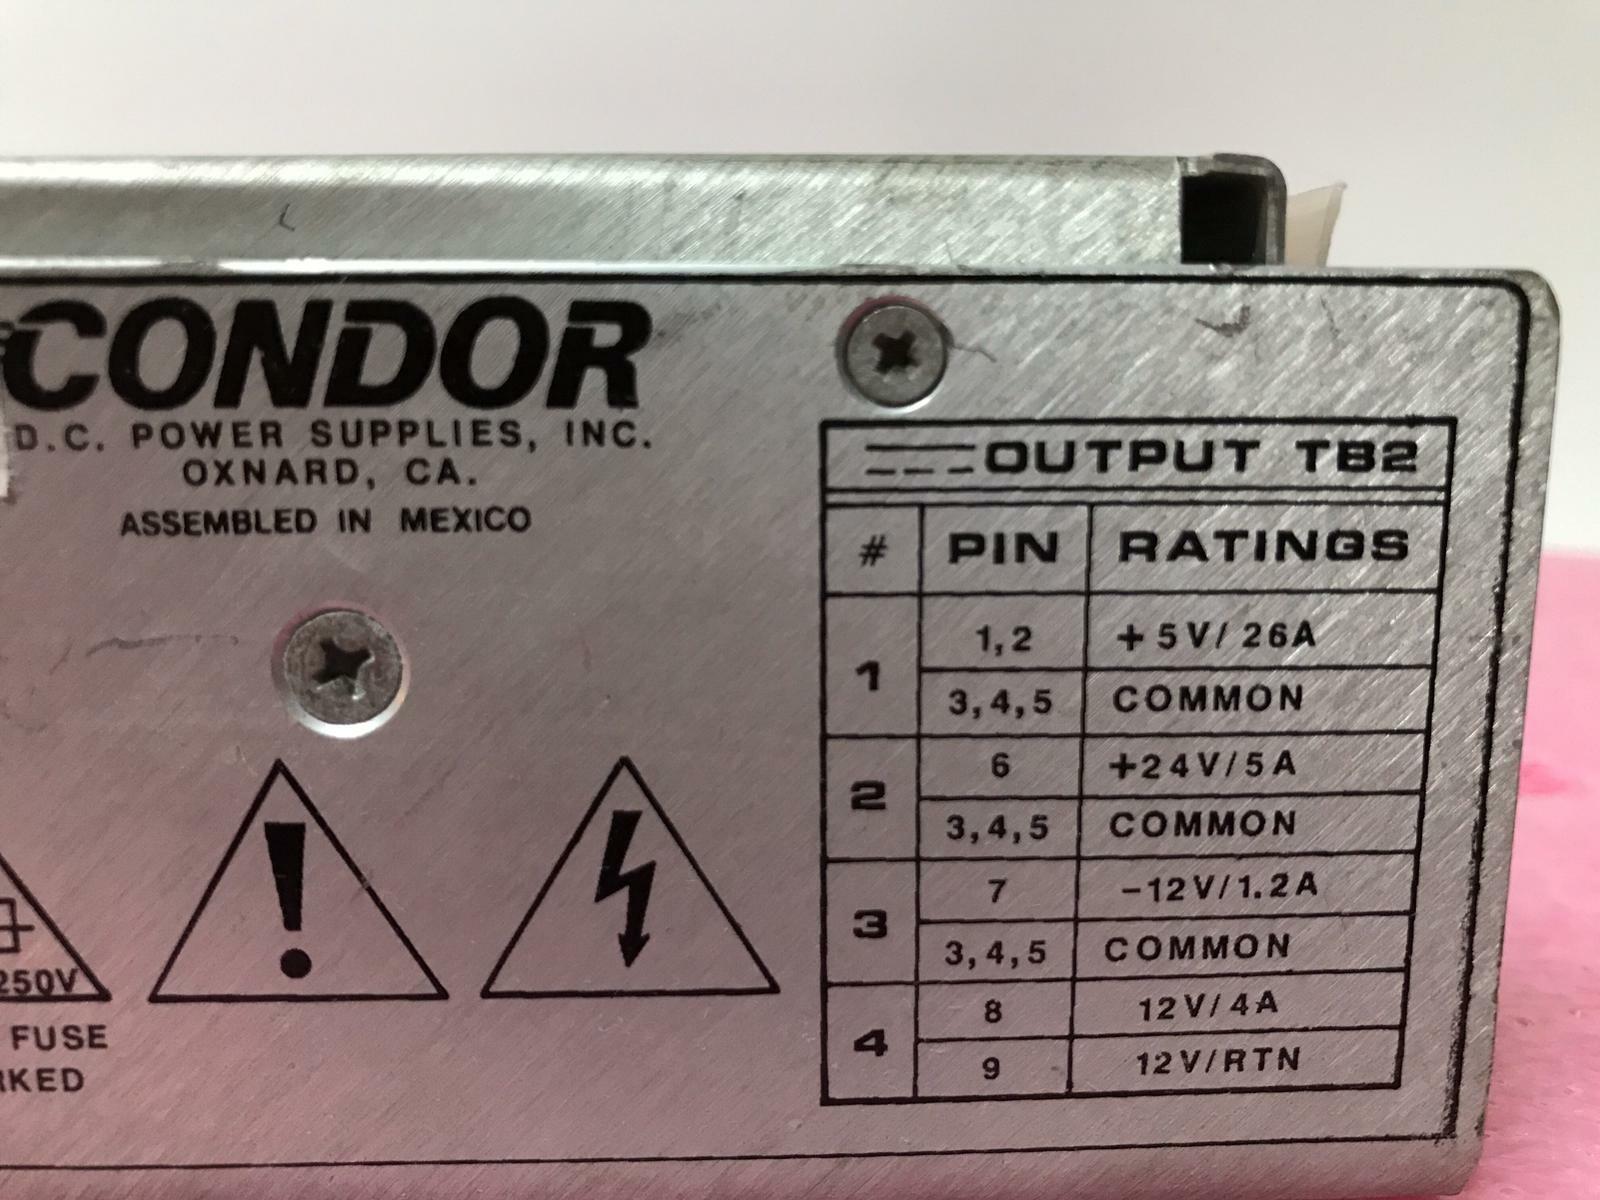 CONDOR
D.C. POWER SUPPLIES, INC.
OXNARD, CA.
ASSEMBLED IN MEXICO
250V
FUSE
OUTPUT TB2
# PIN RATINGS
1 1,2 +5V/26A
3,4,5 COMMON
2 6 +24V/5A
3,4,5 COMMON
3 7 -12V/1.2A
3,4,5 COMMON
4 8 12V/4A
9 12V/RTN